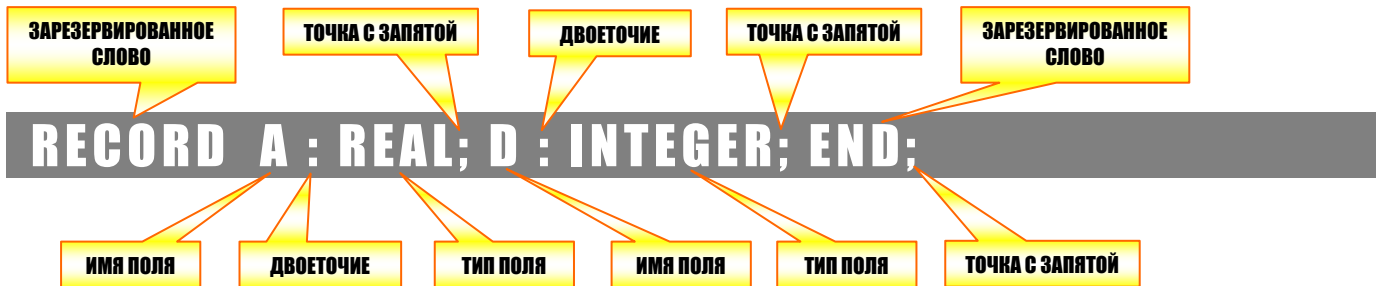 ЗАРЕЗЕРВИРОВАННОЕ
СЛОВО
ТОЧКА С ЗАПЯТОЙ
ДВОЕТОЧИЕ
ТОЧКА С ЗАПЯТОЙ
ЗАРЕЗЕРВИРОВАННОЕ
СЛОВО
RECORD A : REAL; D : INTEGER; END;
ИМЯ ПОЛЯ
ДВОЕТОЧИЕ
ТИП ПОЛЯ
ИМЯ ПОЛЯ
ТИП ПОЛЯ
ТОЧКА С ЗАПЯТОЙ